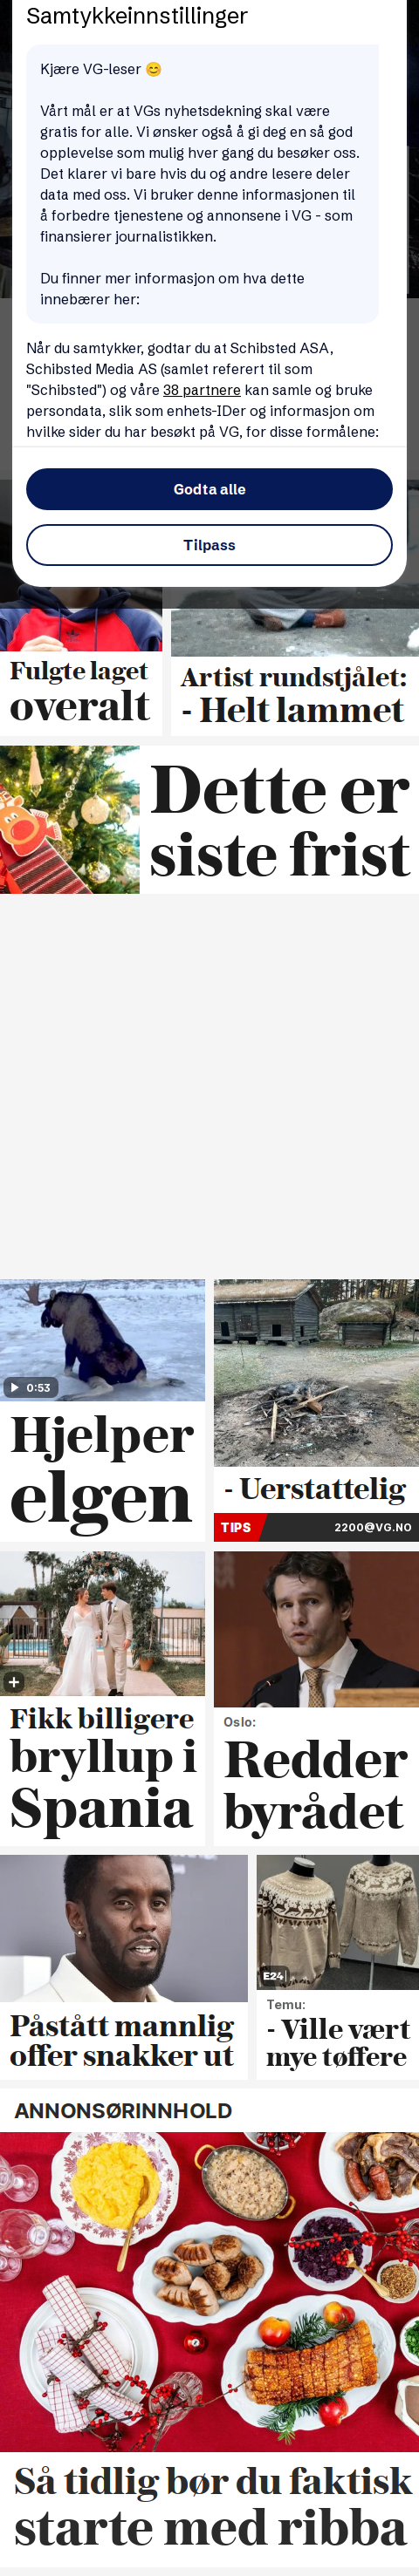 Samtykkeinnstillinger
Kjære VG-leser 😊
Vårt mål er at VGs nyhetsdekning skal være
gratis for alle. Vi ønsker også å gi deg en så god
opplevelse som mulig hver gang du besøker oss.
Det klarer vi bare hvis du og andre lesere deler
data med oss. Vi bruker denne informasjonen til
å forbedre tjenestene og annonsene i VG - som
finansierer journalistikken.
Du finner mer informasjon om hva dette
innebærer her:
Når du samtykker, godtar du at Schibsted ASA,
Schibsted Media AS (samlet referert til som
"Schibsted") og våre 38 partnere kan samle og bruke
persondata, slik som enhets-IDer og informasjon om
hvilke sider du har besøkt på VG, for disse formålene:
Godta alle
Tilpass
Fulgte laget
overalt
Artist rundstjålet:
- Helt lammet
Dette er
siste frist
0:53
Hjelper
elgen
- Uerstattelig
TIPS 2200@VG.NO
Fikk billigere
bryllup i
Spania
Oslo:
Redder
byrådet
Påstått mannlig
offer snakker ut
E24
Temu:
- Ville vært
mye tøffere
ANNONSØRINNHOLD
Så tidlig bør du faktisk
starte med ribba